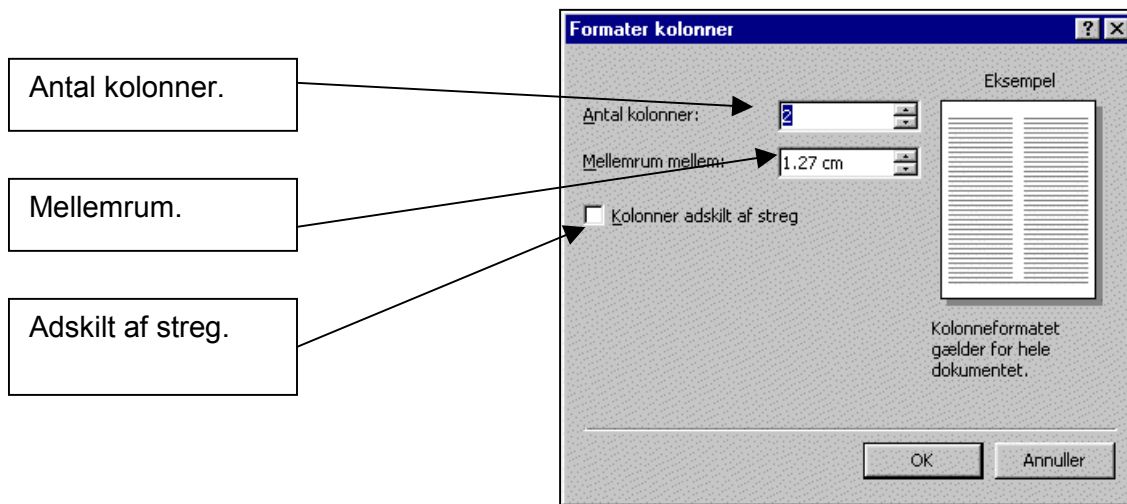 Antal kolonner.
Mellemrum.
Adskilt af streg.
Formater kolonner
Antal kolonner:
2
Mellemrum mellem:
1.27 cm
Kolonner adskilt af streg
Eksempel
Kolonneformatet
gælder for hele
dokumentet.
OK
Annuller